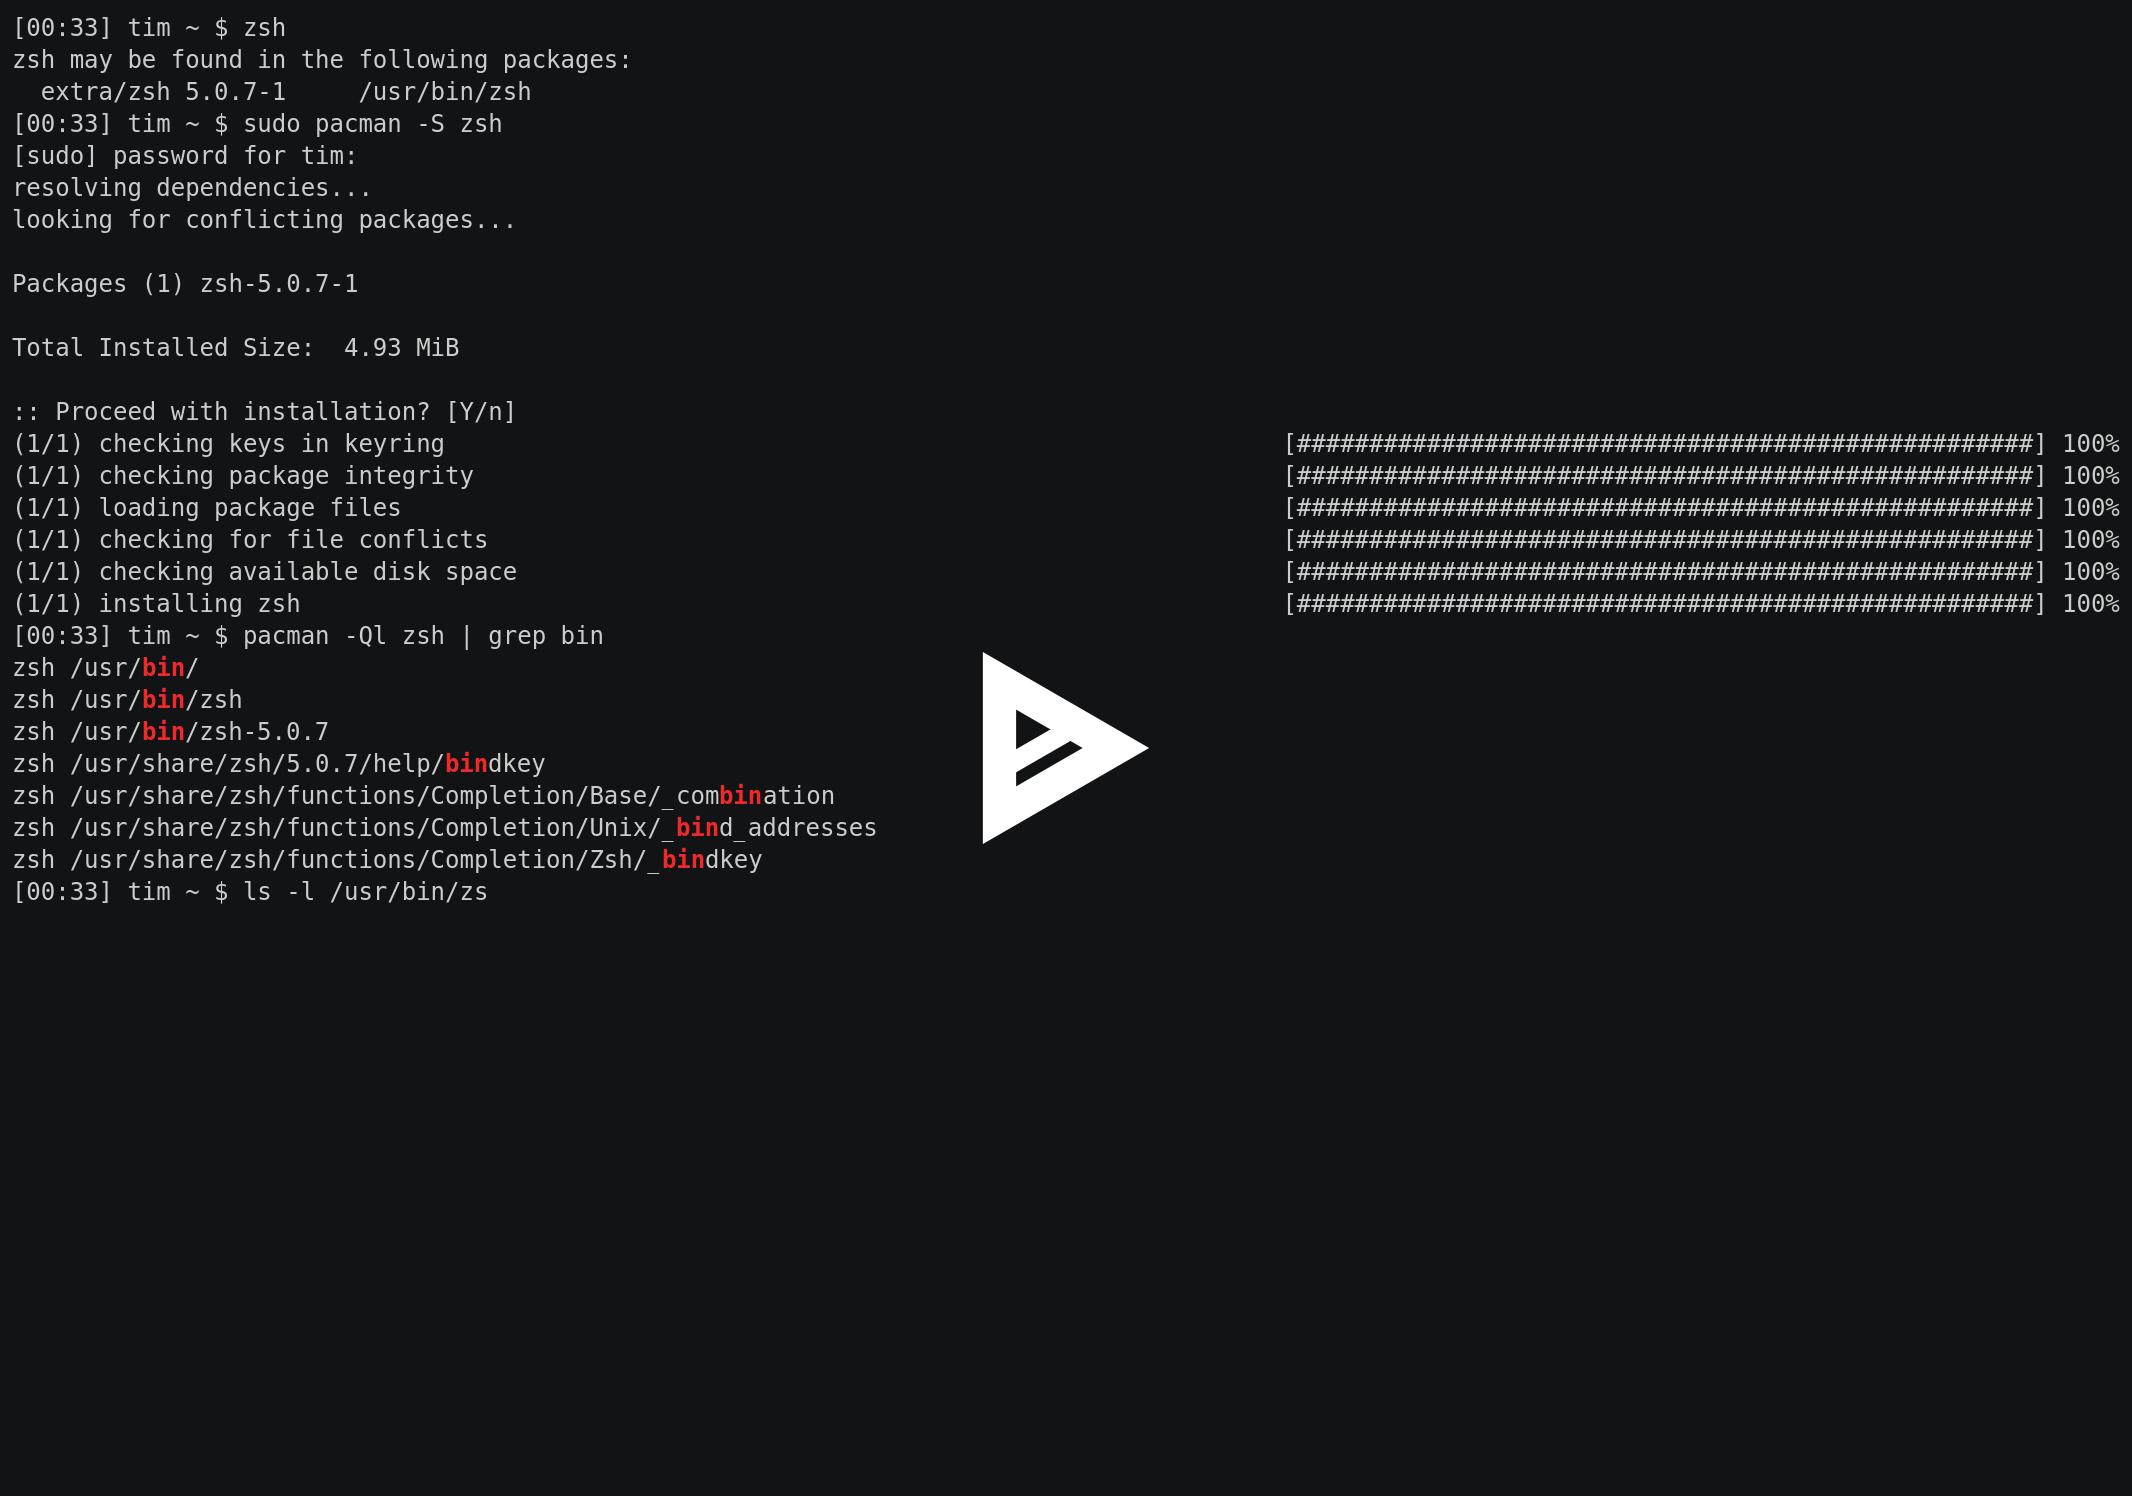 [00:33] tim ~ $ zsh
zsh may be found in the following packages:
  extra/zsh 5.0.7-1     /usr/bin/zsh
[00:33] tim ~ $ sudo pacman -S zsh
[sudo] password for tim:
resolving dependencies...
looking for conflicting packages...

Packages (1) zsh-5.0.7-1

Total Installed Size:  4.93 MiB

:: Proceed with installation? [Y/n]
(1/1) checking keys in keyring                                                          [###################################################] 100%
(1/1) checking package integrity                                                        [###################################################] 100%
(1/1) loading package files                                                             [###################################################] 100%
(1/1) checking for file conflicts                                                       [###################################################] 100%
(1/1) checking available disk space                                                     [###################################################] 100%
(1/1) installing zsh                                                                    [###################################################] 100%
[00:33] tim ~ $ pacman -Ql zsh | grep bin
zsh /usr/bin/
zsh /usr/bin/zsh
zsh /usr/bin/zsh-5.0.7
zsh /usr/share/zsh/5.0.7/help/bindkey
zsh /usr/share/zsh/functions/Completion/Base/_combination
zsh /usr/share/zsh/functions/Completion/Unix/_bind_addresses
zsh /usr/share/zsh/functions/Completion/Zsh/_bindkey
[00:33] tim ~ $ ls -l /usr/bin/zs